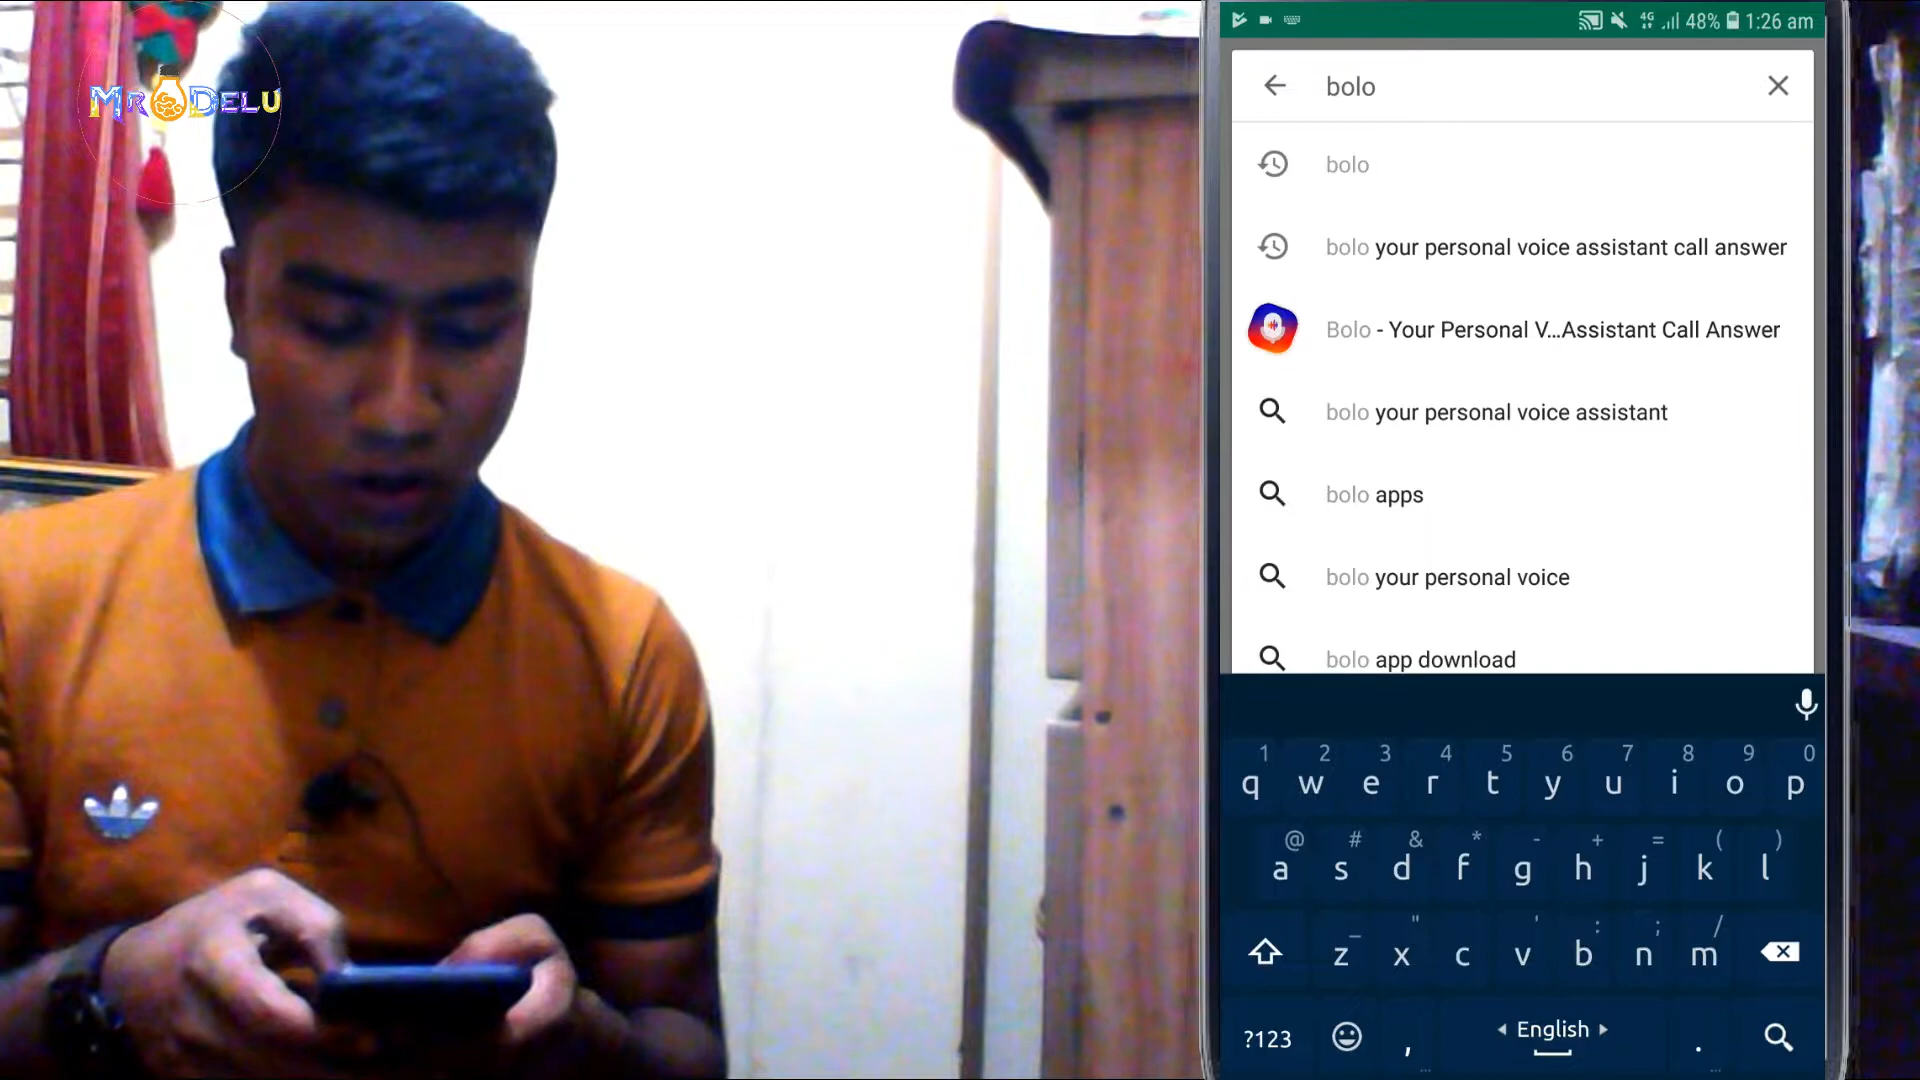 MR DELU
48% 1:26 am
4G
bolo
bolo
bolo your personal voice assistant call answer
Bolo - Your Personal V...Assistant Call Answer
bolo your personal voice assistant
bolo apps
bolo your personal voice
bolo app download
1 2 3 4 5 6 7 8 9 0
q w e r t y u i o p
@ # & * - + = ( )
a s d f g h j k l
_ " ' : ; /
z x c v b n m
?123 , English .